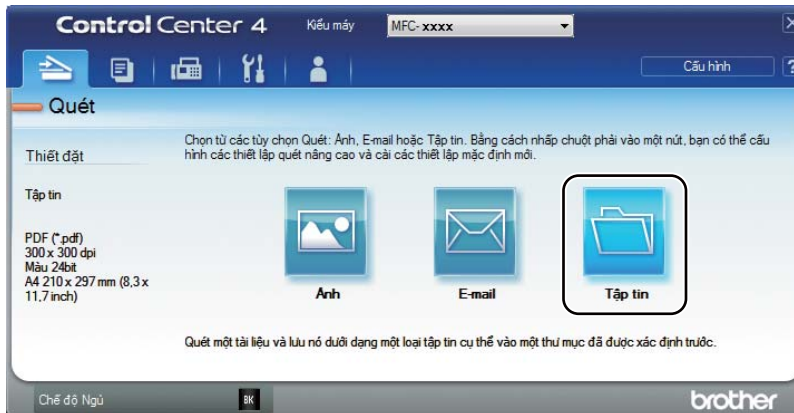 Control Center 4 Kiểu máy MFC-xxxx
Cấu hình ?
Quét
Chọn từ các tùy chọn Quét: Ảnh, E-mail hoặc Tập tin. Bằng cách nhấp chuột phải vào một nút, bạn có thể cấu
hình các thiết lập quét nâng cao và cài các thiết lập mặc định mới.
Thiết đặt
Tập tin
PDF (*.pdf)
300 x 300 dpi
Màu 24bit
A4 210 x 297 mm (8,3 x
11,7 inch)
Ảnh E-mail Tập tin
Quét một tài liệu và lưu nó dưới dạng một loại tập tin cụ thể vào một thư mục đã được xác định trước.
Chế độ Ngủ BK brother